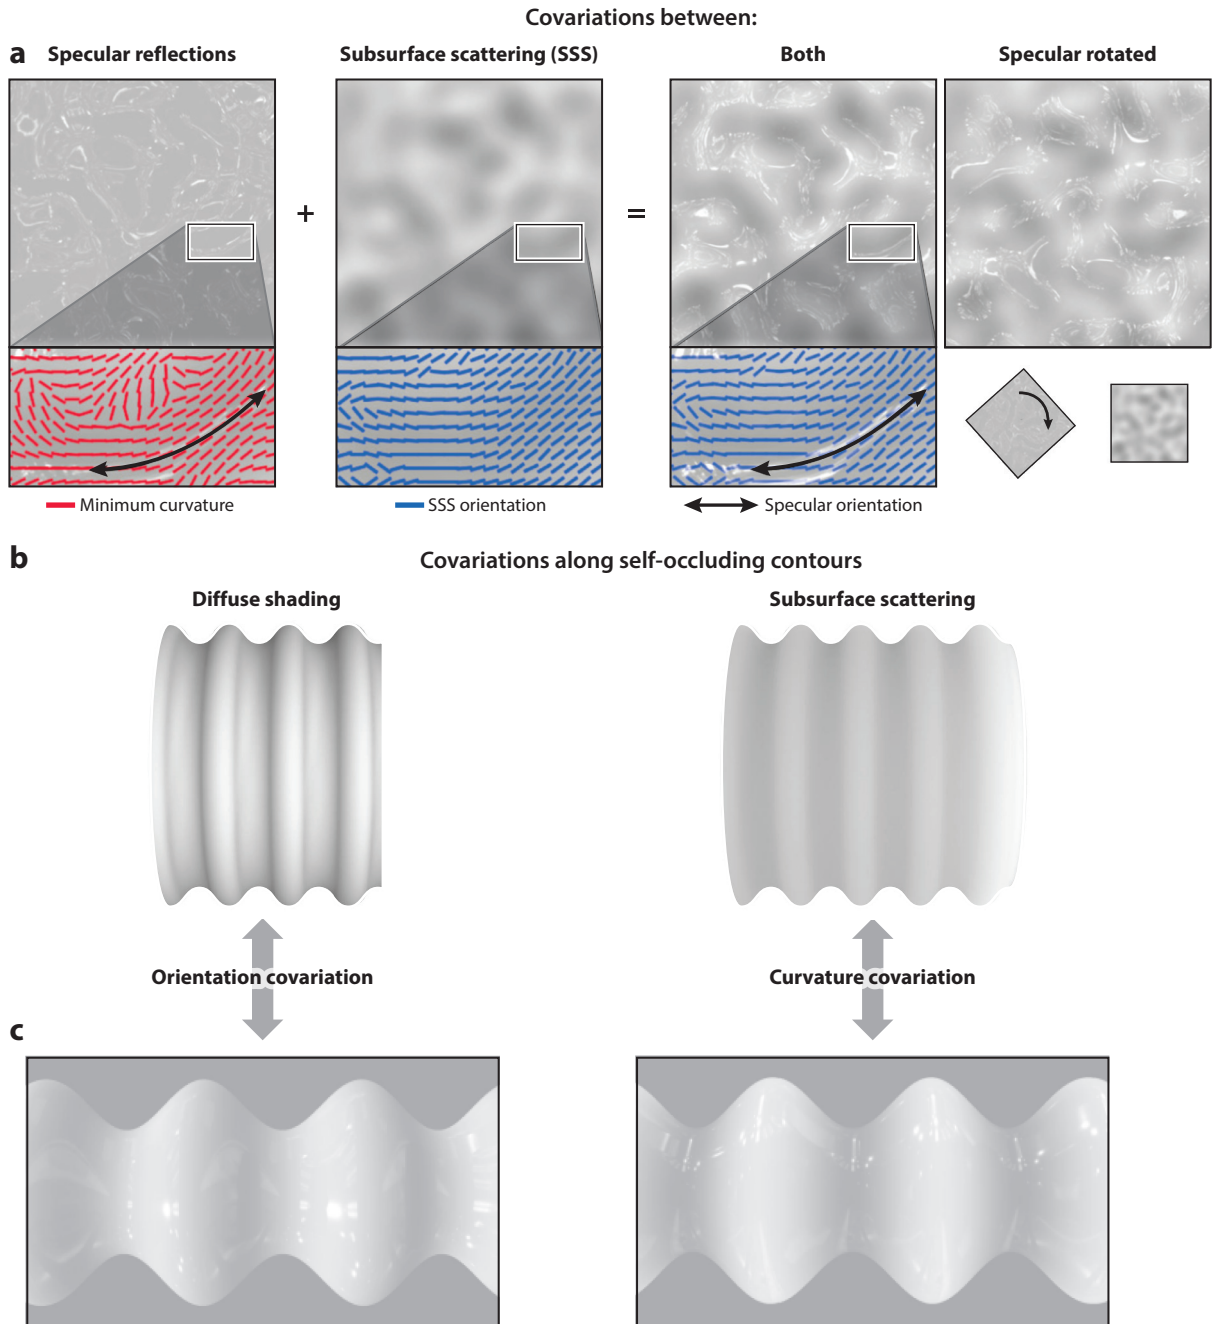 Covariations between:
a
Specular reflections
Subsurface scattering (SSS)
Both
Specular rotated
+
=
Minimum curvature
SSS orientation
Specular orientation
b
Covariations along self-occluding contours
Diffuse shading
Subsurface scattering
Orientation covariation
Curvature covariation
c